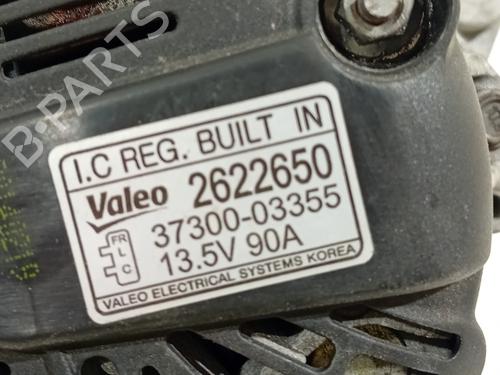 B-PARTS
I.C REG. BUILT IN
Valeo 2622650
37300-03355
FR
L
C
13.5V 90A
VALEO ELECTRICAL SYSTEMS KOREA